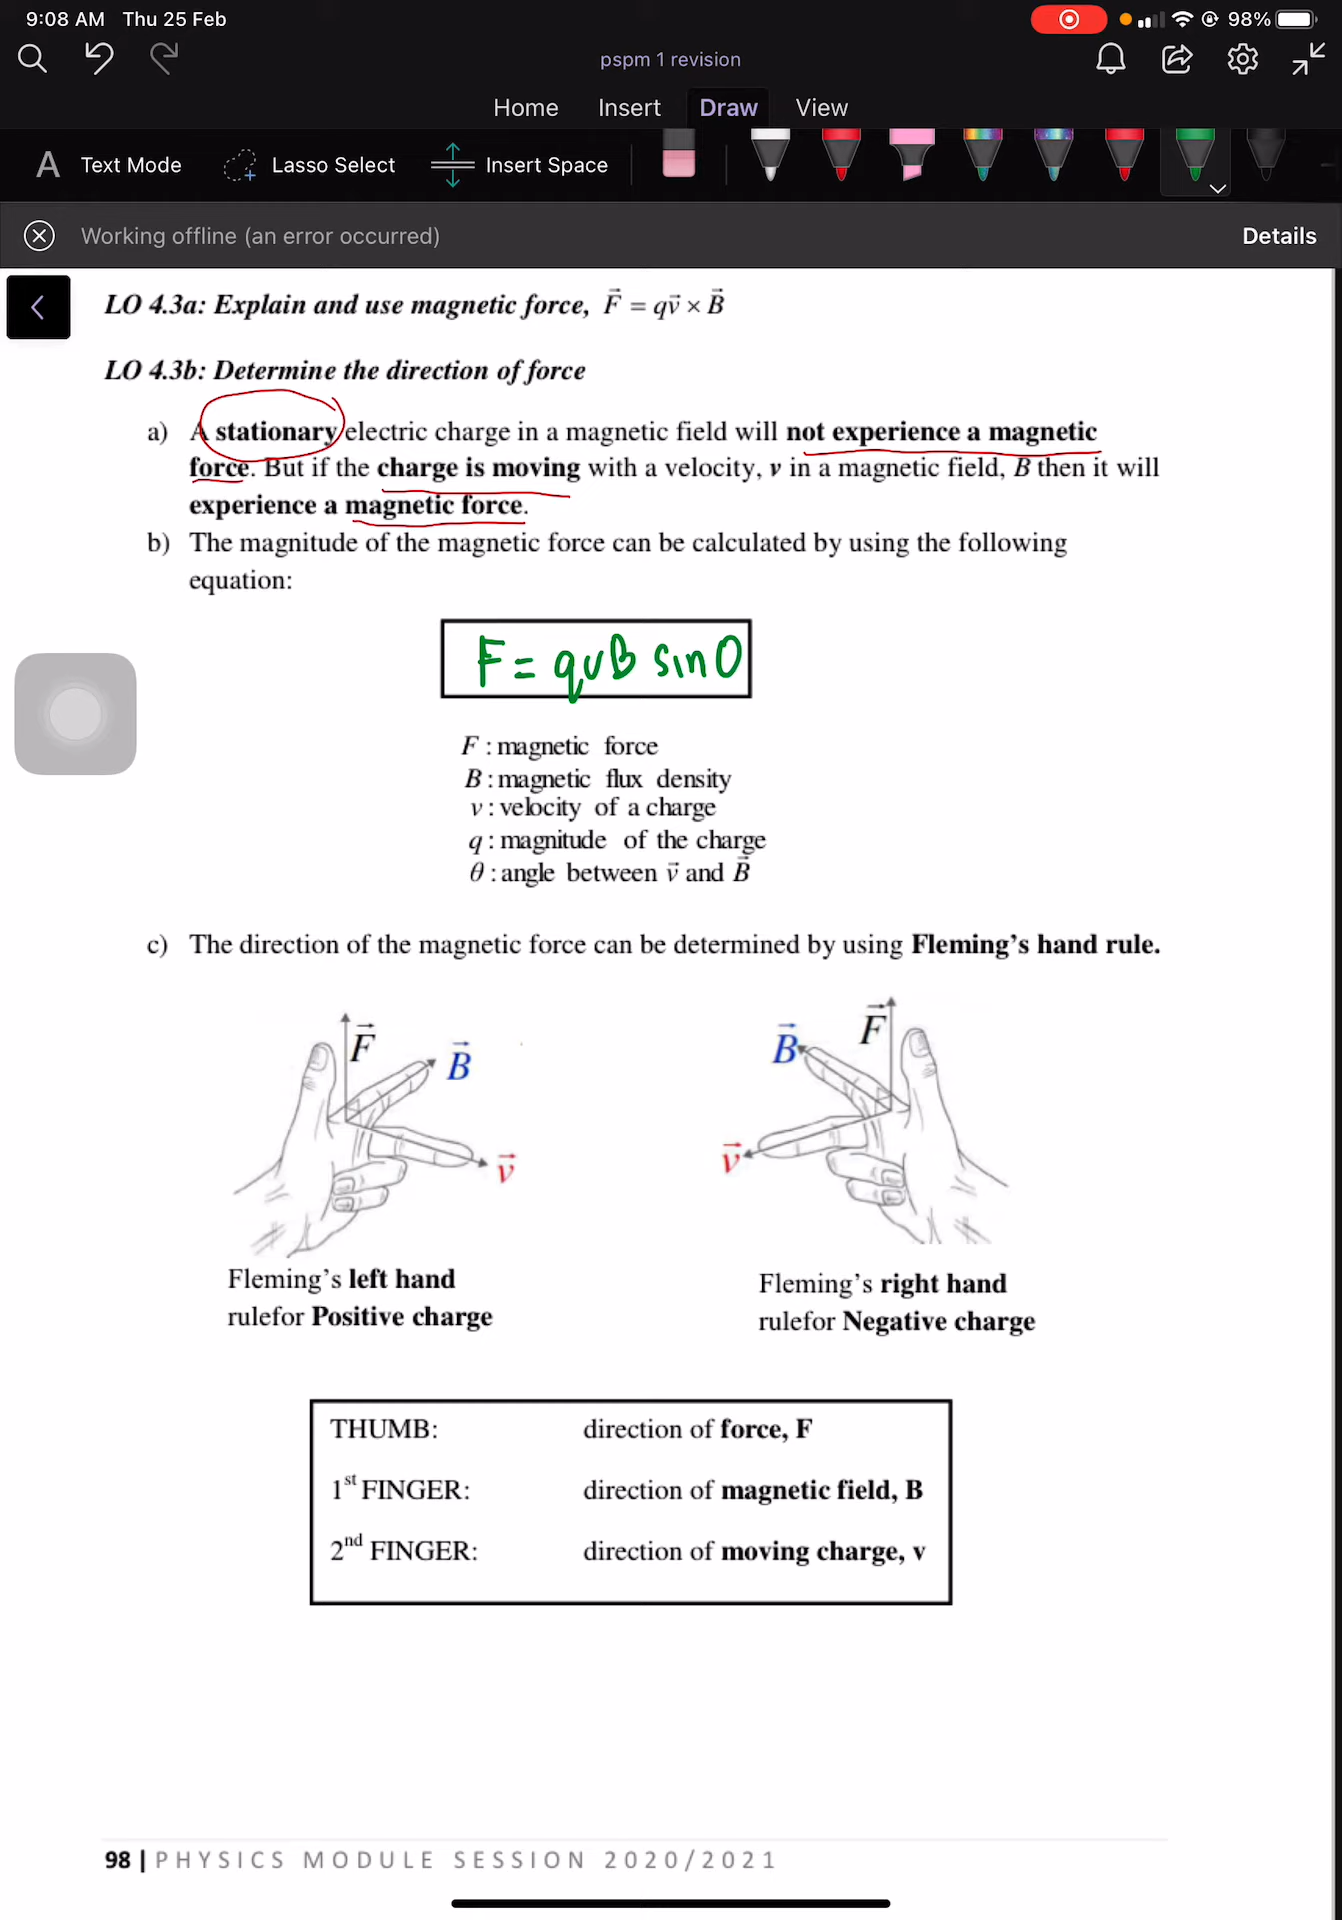 9:08 AM Thu 25 Feb
98%
pspm 1 revision
Home Insert Draw View
A Text Mode Lasso Select Insert Space
Working offline (an error occurred) Details
LO 4.3a: Explain and use magnetic force, F⃗ = qv⃗ × B⃗
LO 4.3b: Determine the direction of force
a) A stationary electric charge in a magnetic field will not experience a magnetic
force. But if the charge is moving with a velocity, v in a magnetic field, B then it will
experience a magnetic force.
b) The magnitude of the magnetic force can be calculated by using the following
equation:
F = qvB sin θ
F : magnetic force
B : magnetic flux density
v : velocity of a charge
q : magnitude of the charge
θ : angle between v⃗ and B⃗
c) The direction of the magnetic force can be determined by using Fleming's hand rule.
F⃗ B⃗ v⃗
B⃗ F⃗ v⃗
Fleming's left hand
rulefor Positive charge
Fleming's right hand
rulefor Negative charge
THUMB: direction of force, F
1st FINGER: direction of magnetic field, B
2nd FINGER: direction of moving charge, v
98 | PHYSICS MODULE SESSION 2020/2021